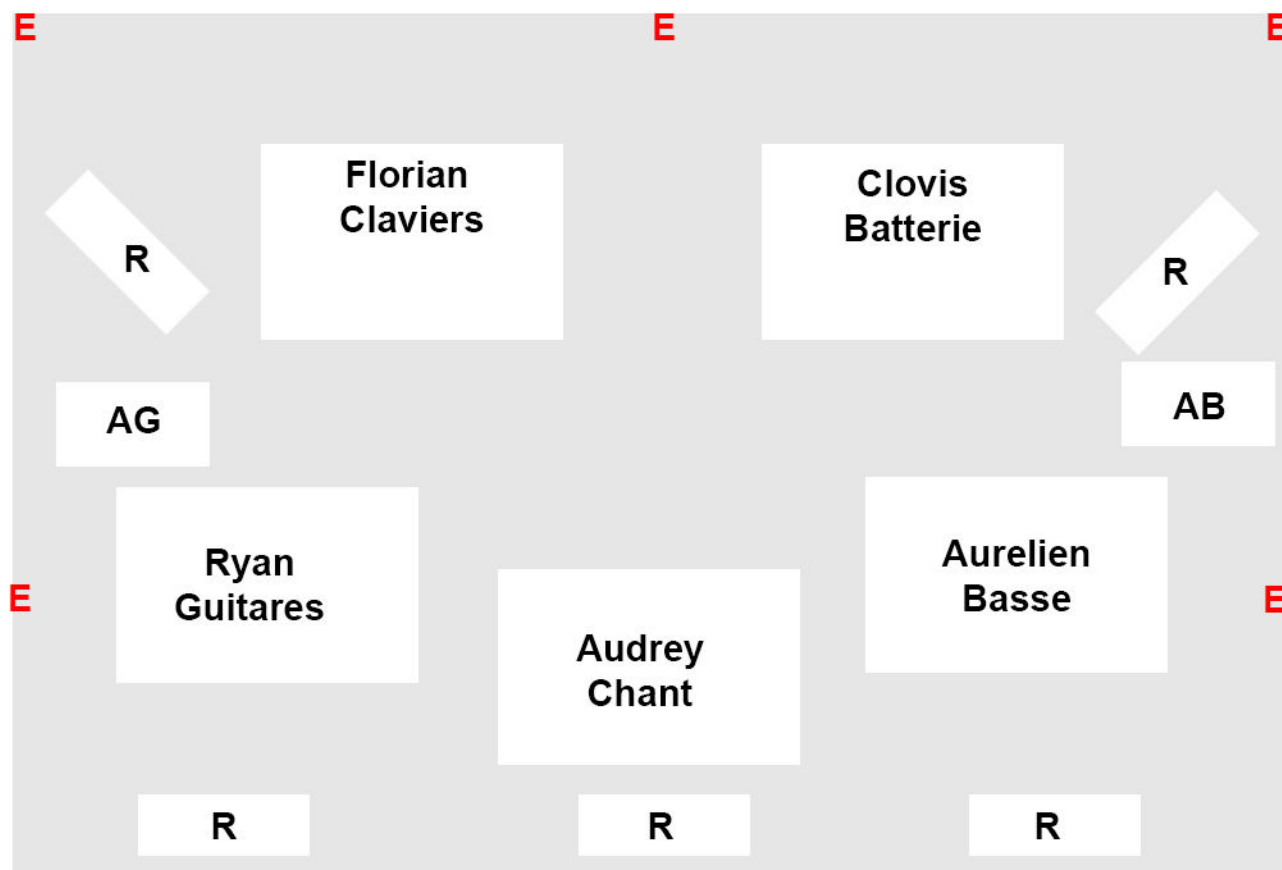 E
E
E
Florian
Claviers
Clovis
Batterie
R
R
AG
AB
Ryan
Guitares
Aurelien
Basse
E
E
Audrey
Chant
R
R
R